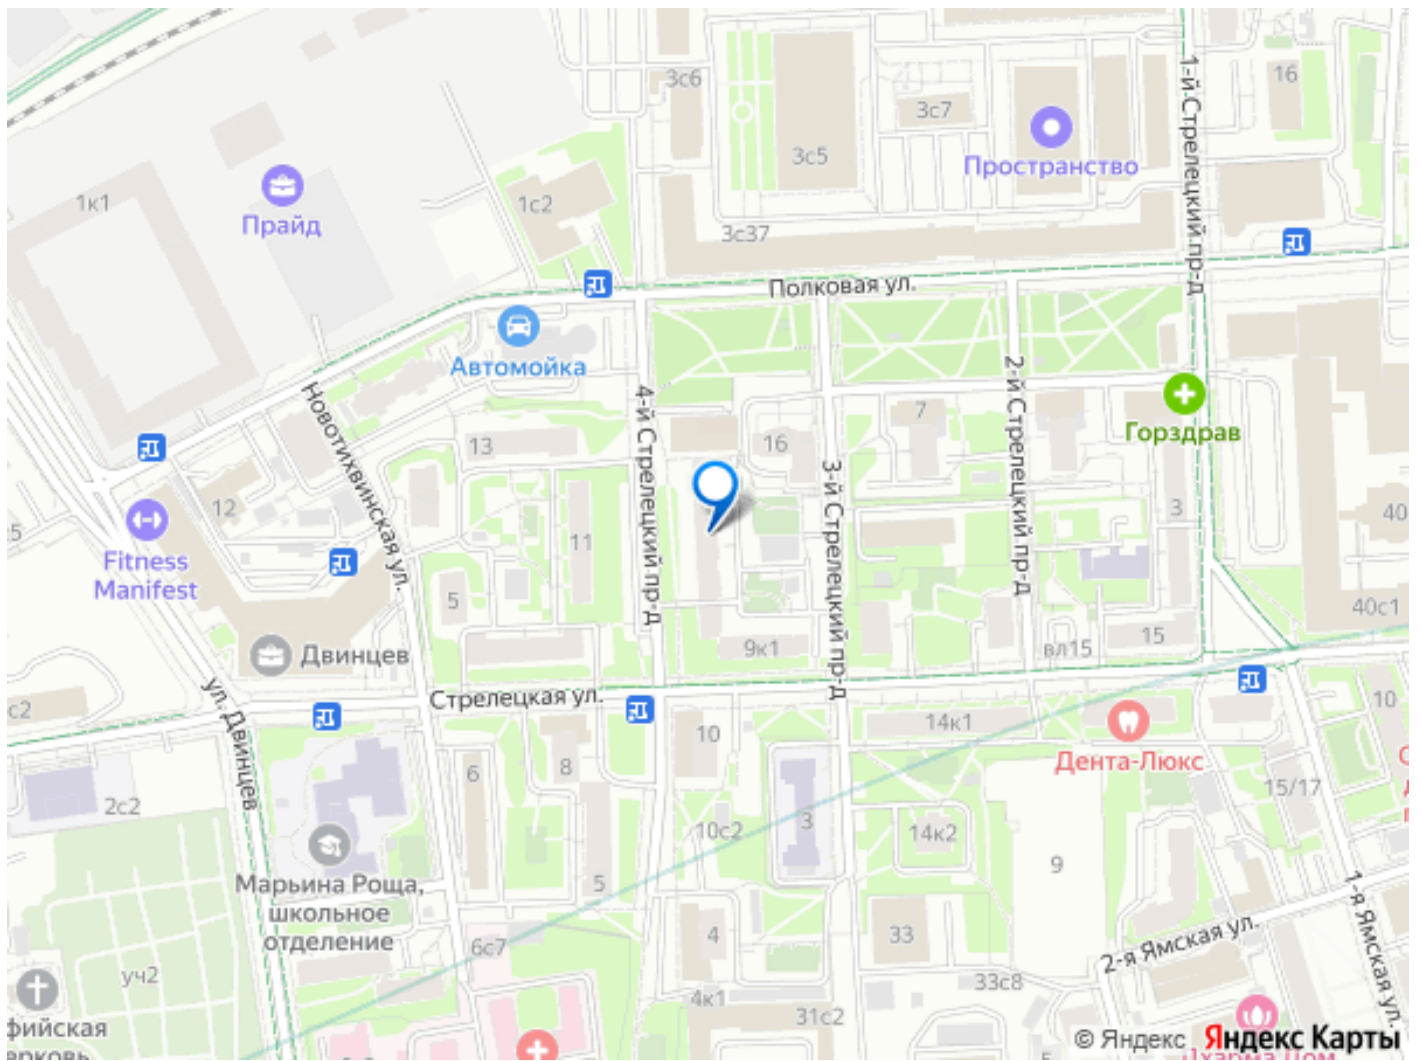 3с6
3с7
16
1-й Стрелецкий пр-д
3с5
Пространство
1к1
Прайд
1с2
3с37
Полковая ул.
Автомойка
Новотихвинская ул.
4-й Стрелецкий пр-д
2-й Стрелецкий пр-д
7
Горздрав
13
16
3-й Стрелецкий пр-д
12
3
40
5
Fitness
Manifest
11
5
40с1
Двинцев
9к1
вл15
15
ул. Двинцев
Стрелецкая ул.
с2
10
14к1
10
Дента-Люкс
6
8
15/17
2с2
10с2
3
14к2
Марьина Роща,
школьное
отделение
5
9
1-я Ямская ул.
4
33
2-я Ямская ул.
6с7
уч2
33с8
4к1
31с2
фийская
© Яндекс Яндекс Карты